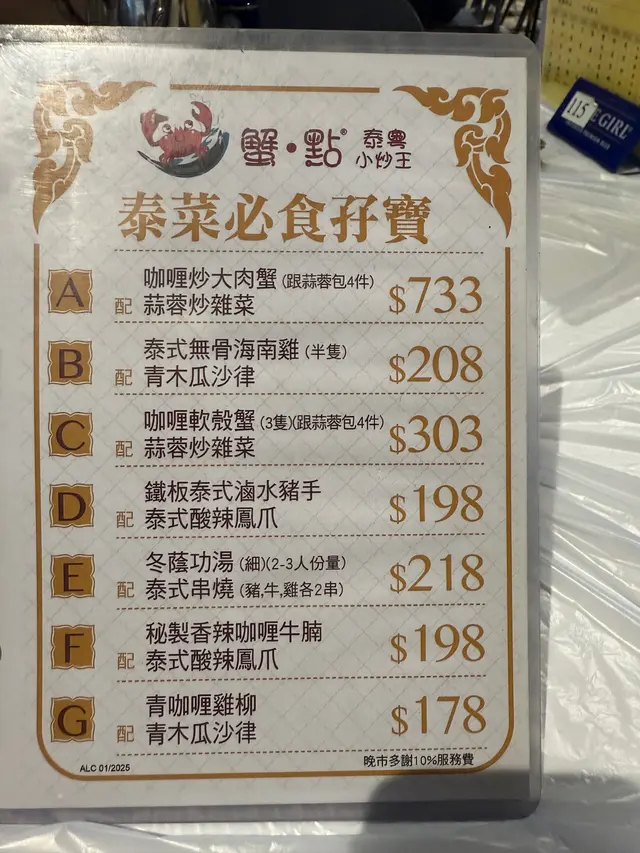 蟹·點 泰粵小炒王
泰菜必食孖寶
A 咖喱炒大肉蟹 (跟蒜蓉包4件) $733
配 蒜蓉炒雜菜
B 泰式無骨海南雞 (半隻) $208
配 青木瓜沙律
C 咖喱軟殼蟹 (3隻)(跟蒜蓉包4件) $303
配 蒜蓉炒雜菜
D 鐵板泰式滷水豬手 $198
配 泰式酸辣鳳爪
E 冬蔭功湯 (細)(2-3人份量) $218
配 泰式串燒 (豬,牛,雞各2串)
F 秘製香辣咖喱牛腩 $198
配 泰式酸辣鳳爪
G 青咖喱雞柳 $178
配 青木瓜沙律
ALC 01/2025
晚市多謝10%服務費
115
E GIRL